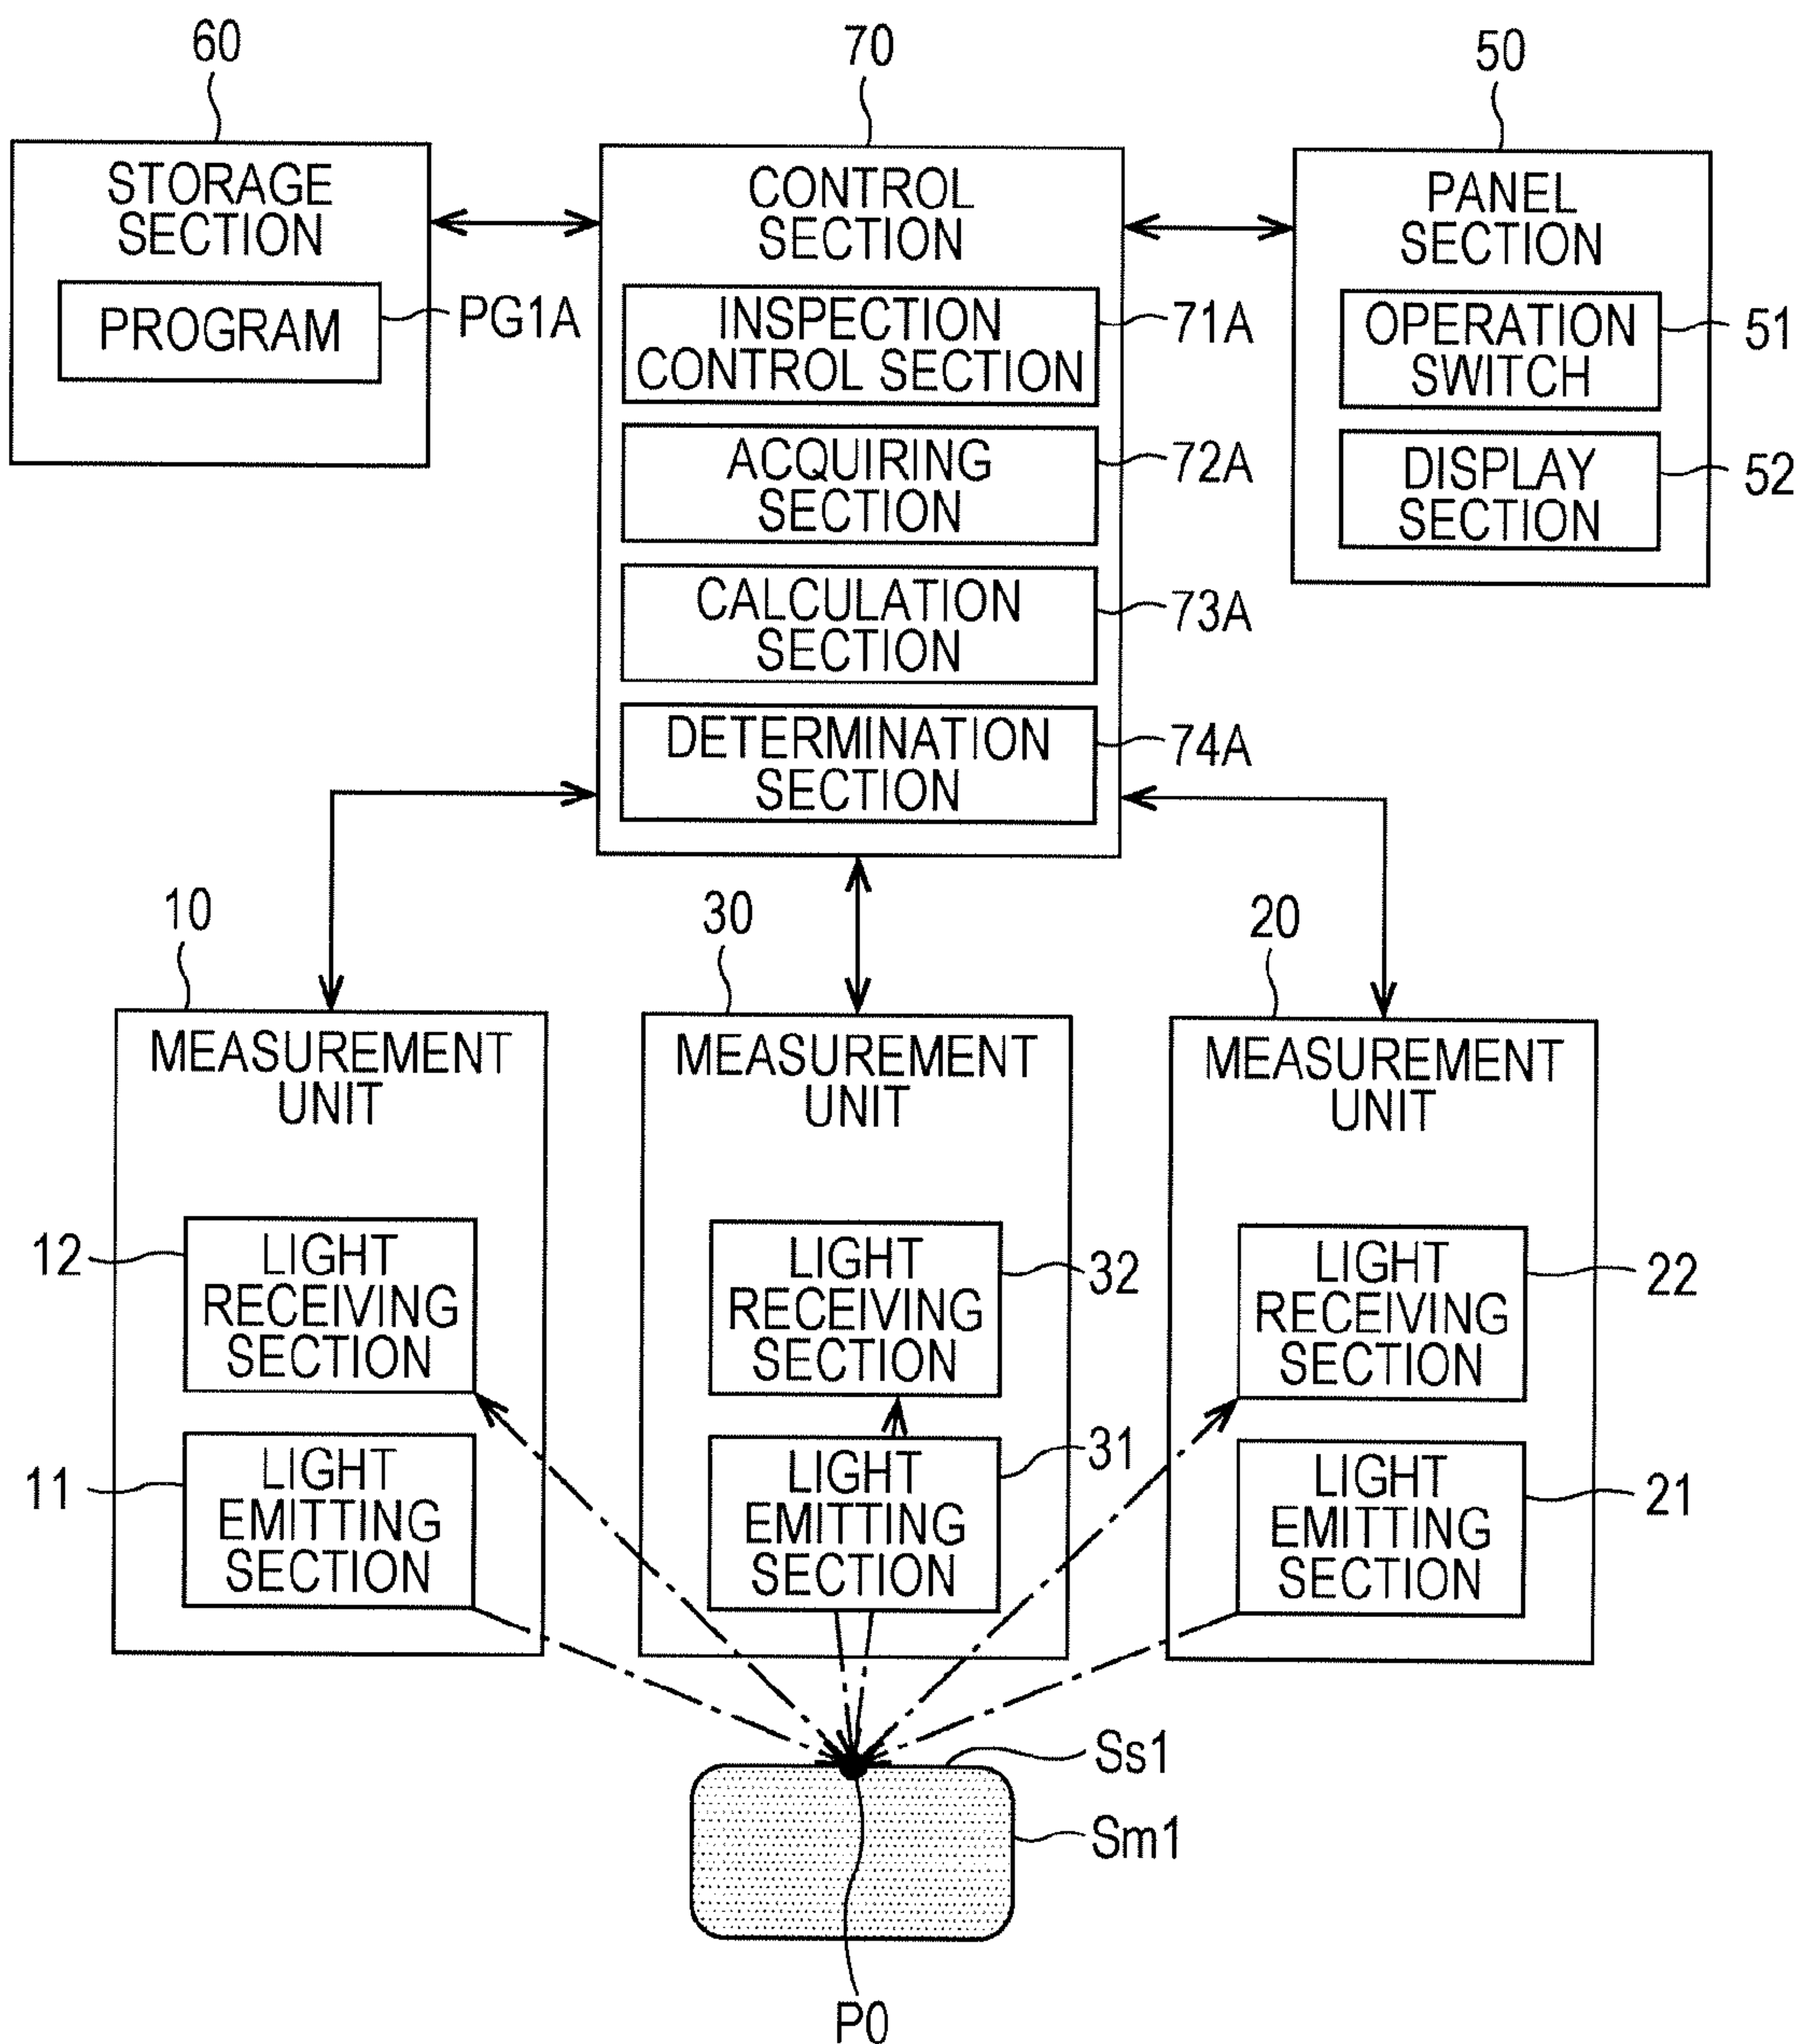 60
70
50
STORAGE
SECTION
PROGRAM
PG1A
CONTROL
SECTION
INSPECTION
CONTROL SECTION
71A
ACQUIRING
SECTION
72A
CALCULATION
SECTION
73A
DETERMINATION
SECTION
74A
PANEL
SECTION
OPERATION
SWITCH
51
DISPLAY
SECTION
52
10
MEASUREMENT
UNIT
12
LIGHT
RECEIVING
SECTION
11
LIGHT
EMITTING
SECTION
30
MEASUREMENT
UNIT
LIGHT
RECEIVING
SECTION
32
LIGHT
EMITTING
SECTION
31
20
MEASUREMENT
UNIT
LIGHT
RECEIVING
SECTION
22
LIGHT
EMITTING
SECTION
21
Ss1
Sm1
P0